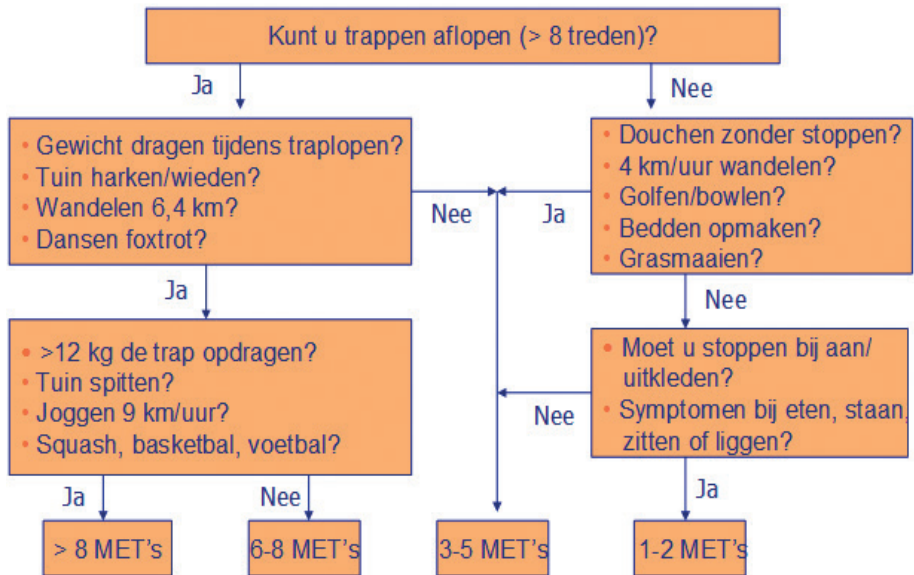 Kunt u trappen aflopen (> 8 treden)?
Ja
Nee
• Gewicht dragen tijdens traplopen?
• Tuin harken/wieden?
• Wandelen 6,4 km?
• Dansen foxtrot?
Nee
Ja
• Douchen zonder stoppen?
• 4 km/uur wandelen?
• Golfen/bowlen?
• Bedden opmaken?
• Grasmaaien?
Ja
Nee
• >12 kg de trap opdragen?
• Tuin spitten?
• Joggen 9 km/uur?
• Squash, basketbal, voetbal?
Nee
• Moet u stoppen bij aan/
uitkleden?
• Symptomen bij eten, staan,
zitten of liggen?
Ja
Nee
Ja
> 8 MET's
6-8 MET's
3-5 MET's
1-2 MET's